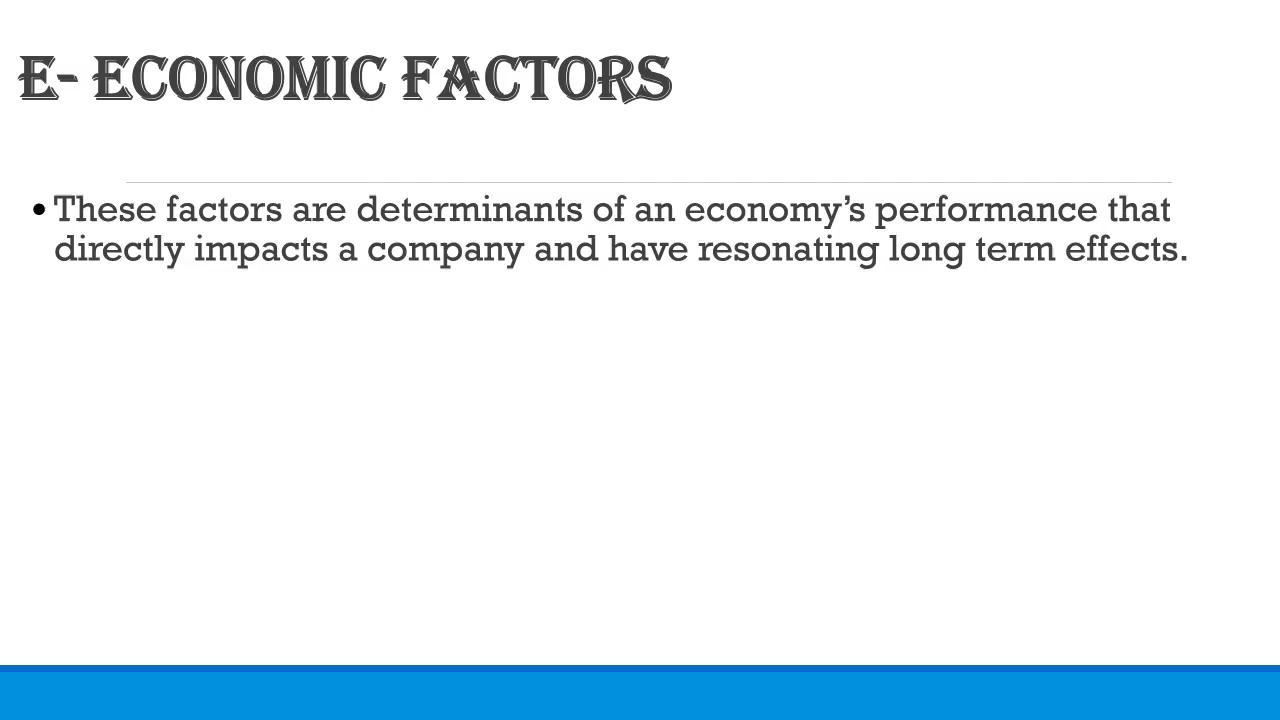 E- ECONOMIC FACTORS
• These factors are determinants of an economy’s performance that
directly impacts a company and have resonating long term effects.